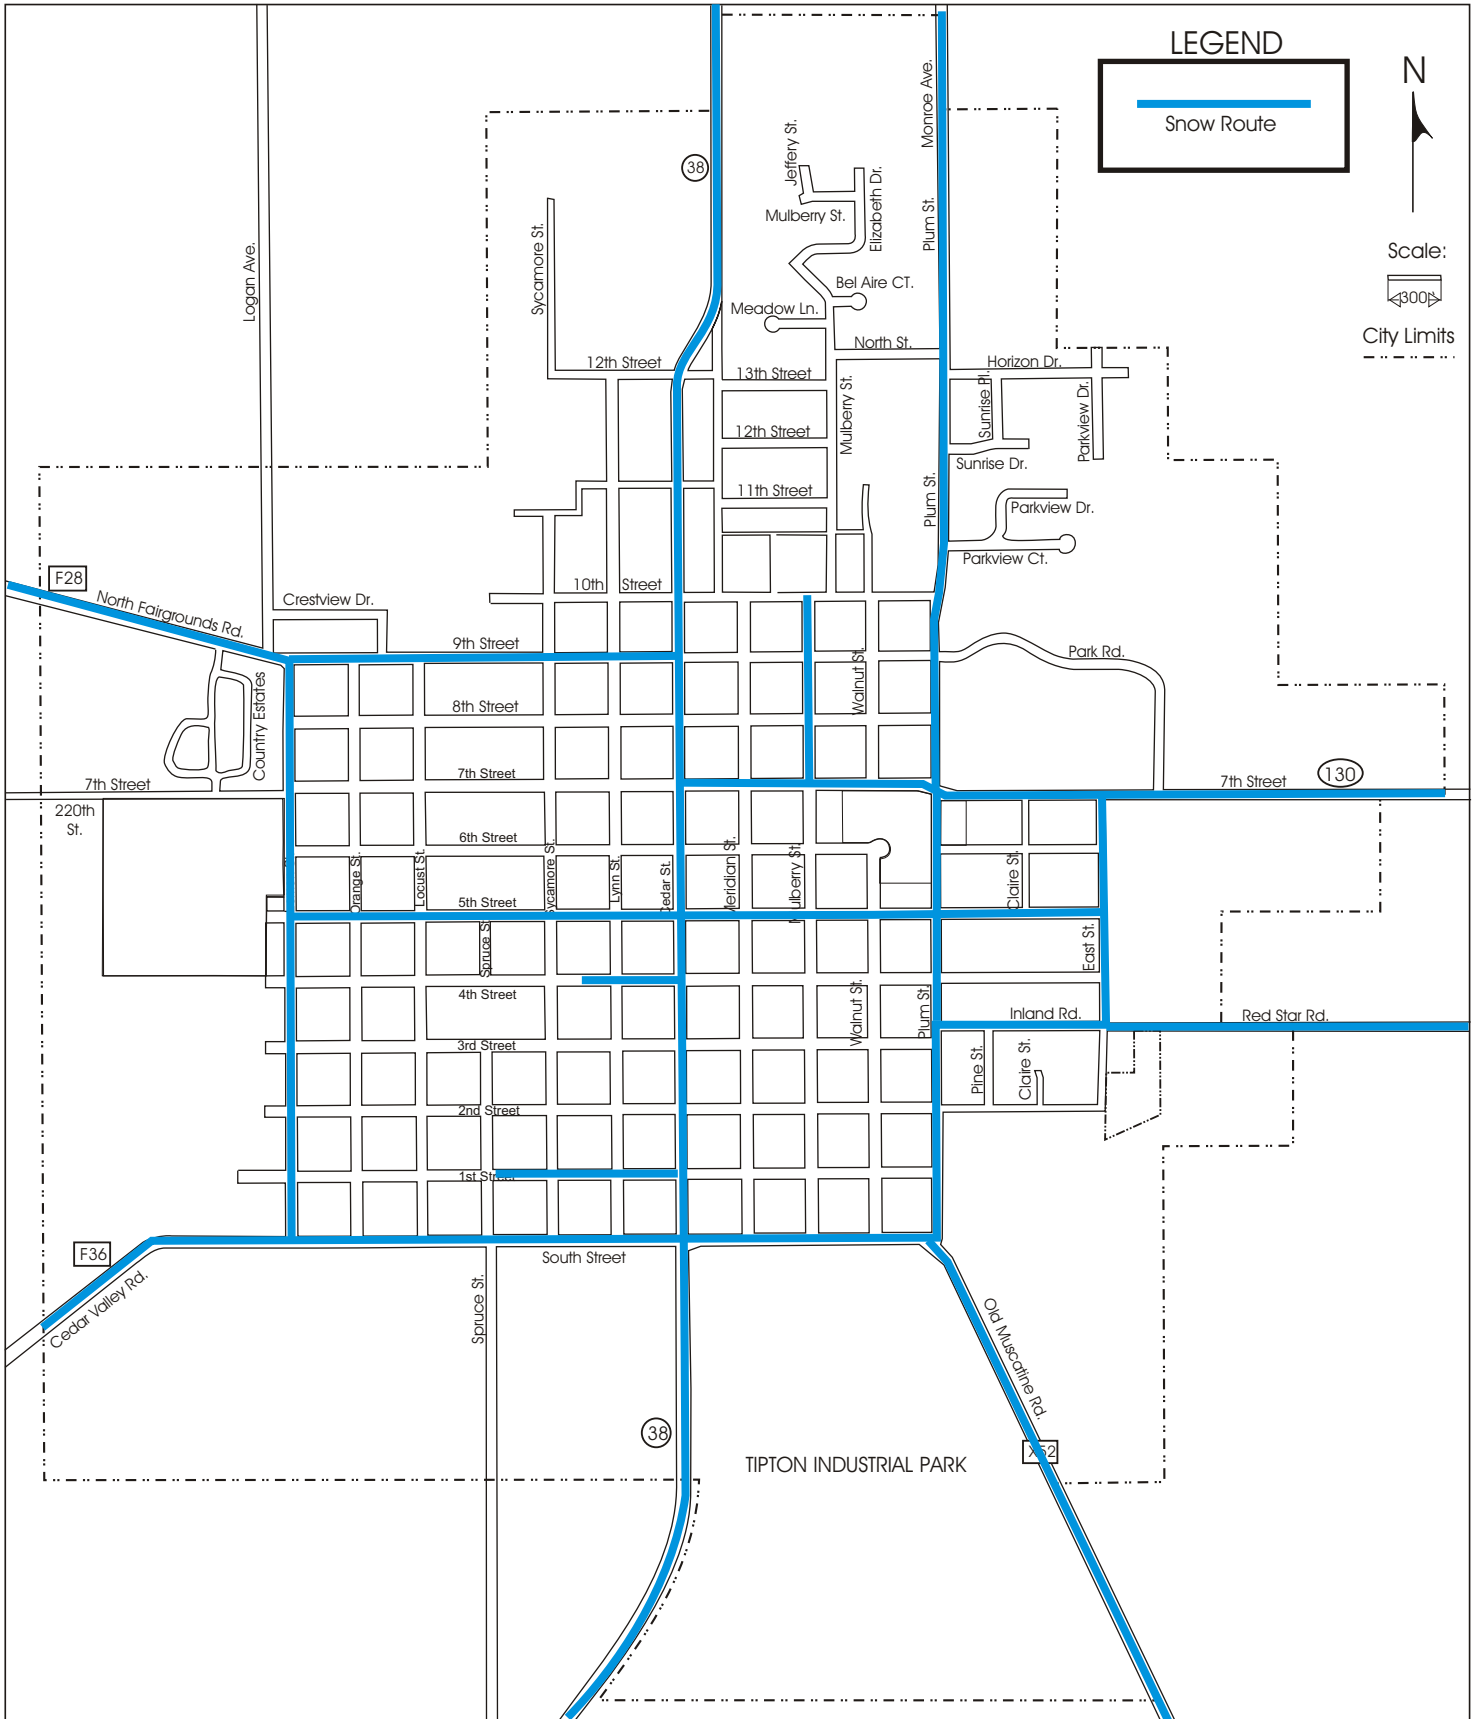 LEGEND
Snow Route
N
Scale:
300'
City Limits
38
Monroe Ave.
Jeffery St.
Mulberry St.
Elizabeth Dr.
Plum St.
Sycamore St.
Logan Ave.
Bel Aire CT.
Meadow Ln.
North St.
12th Street
13th Street
Horizon Dr.
Sunrise Pl.
Parkview Dr.
Mulberry St.
12th Street
Sunrise Dr.
11th Street
Plum St.
Parkview Dr.
Parkview Ct.
F28
North Fairgrounds Rd.
Crestview Dr.
10th Street
9th Street
Park Rd.
Walnut St.
Country Estates
8th Street
7th Street
7th Street
7th Street
130
220th
St.
6th Street
Orange St.
Locust St.
Sycamore St.
Lynn St.
Cedar St.
Meridian St.
Mulberry St.
Claire St.
5th Street
Spruce St.
East St.
4th Street
Walnut St.
Plum St.
Inland Rd.
Red Star Rd.
3rd Street
Pine St.
Claire St.
2nd Street
1st Street
F36
Cedar Valley Rd.
South Street
Spruce St.
Old Muscatine Rd.
38
X52
TIPTON INDUSTRIAL PARK